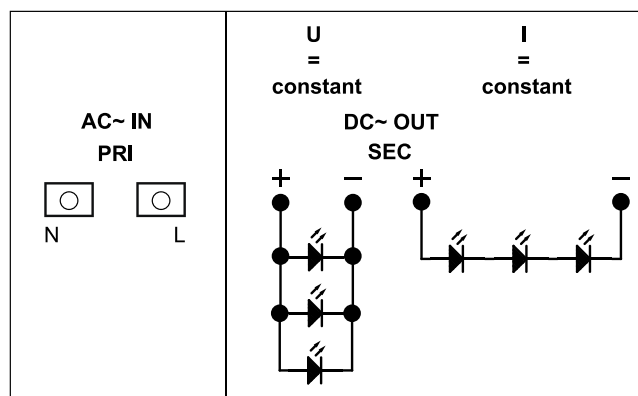 AC~ IN
PRI
N L
U
=
constant
I
=
constant
DC~ OUT
SEC
+ − + −